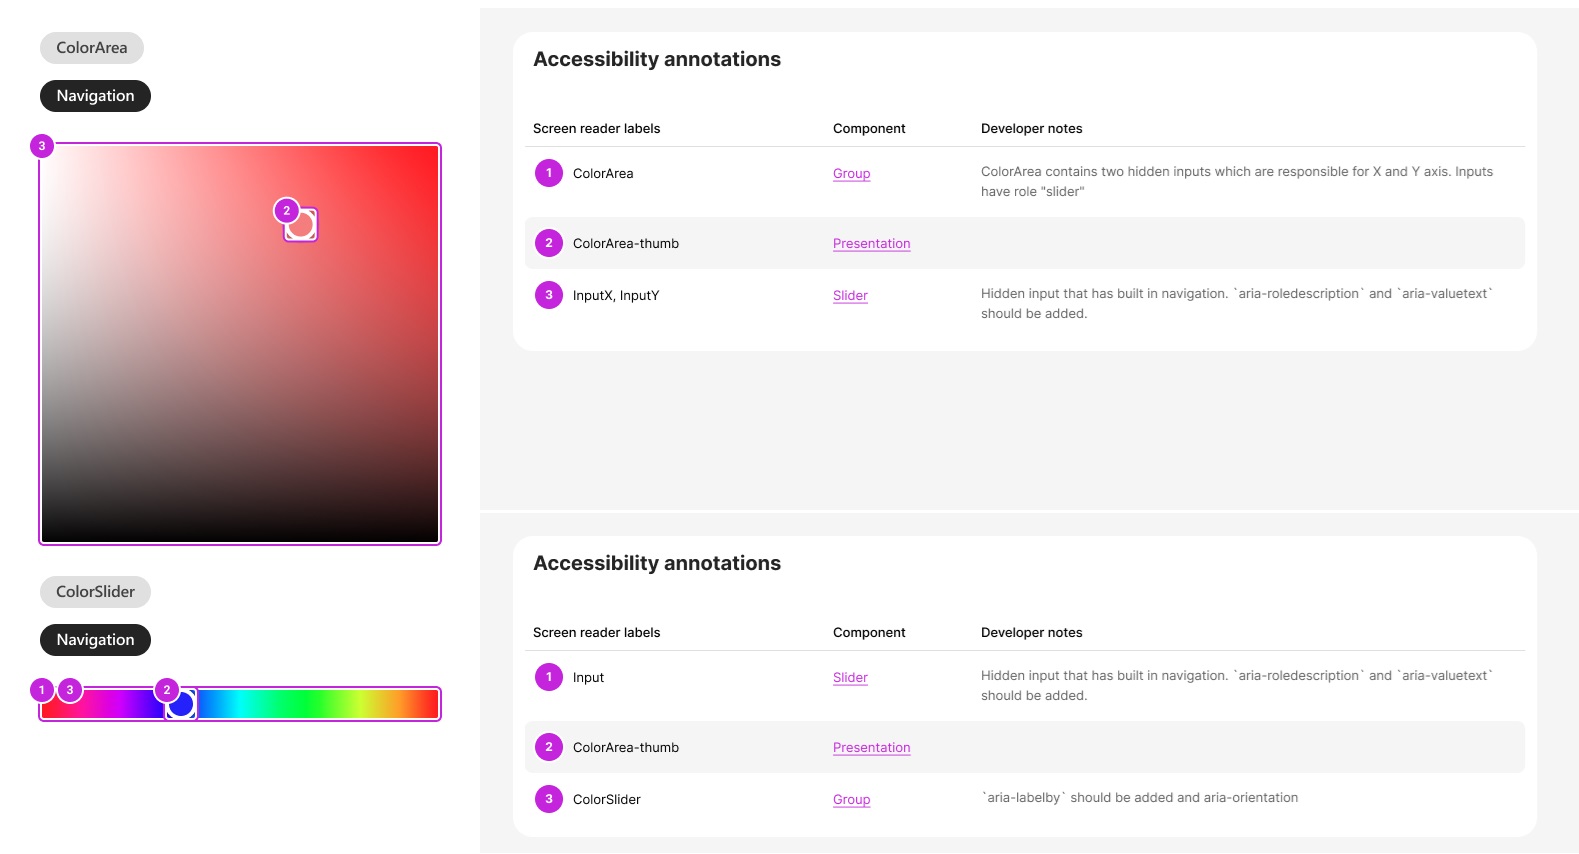 ColorArea
Navigation
3
2
Accessibility annotations
Screen reader labels Component Developer notes
1 ColorArea Group ColorArea contains two hidden inputs which are responsible for X and Y axis. Inputs
have role "slider"
2 ColorArea-thumb Presentation
3 InputX, InputY Slider Hidden input that has built in navigation. `aria-roledescription` and `aria-valuetext`
should be added.
ColorSlider
Navigation
1 3 2
Accessibility annotations
Screen reader labels Component Developer notes
1 Input Slider Hidden input that has built in navigation. `aria-roledescription` and `aria-valuetext`
should be added.
2 ColorArea-thumb Presentation
3 ColorSlider Group `aria-labelby` should be added and aria-orientation